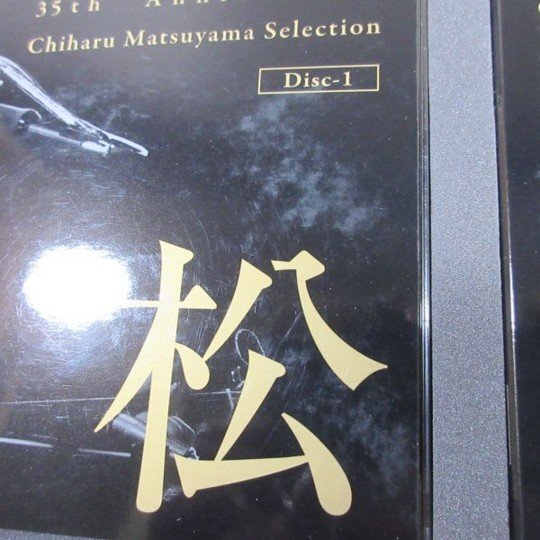 35th
Chiharu Matsuyama Selection
Disc-1
松